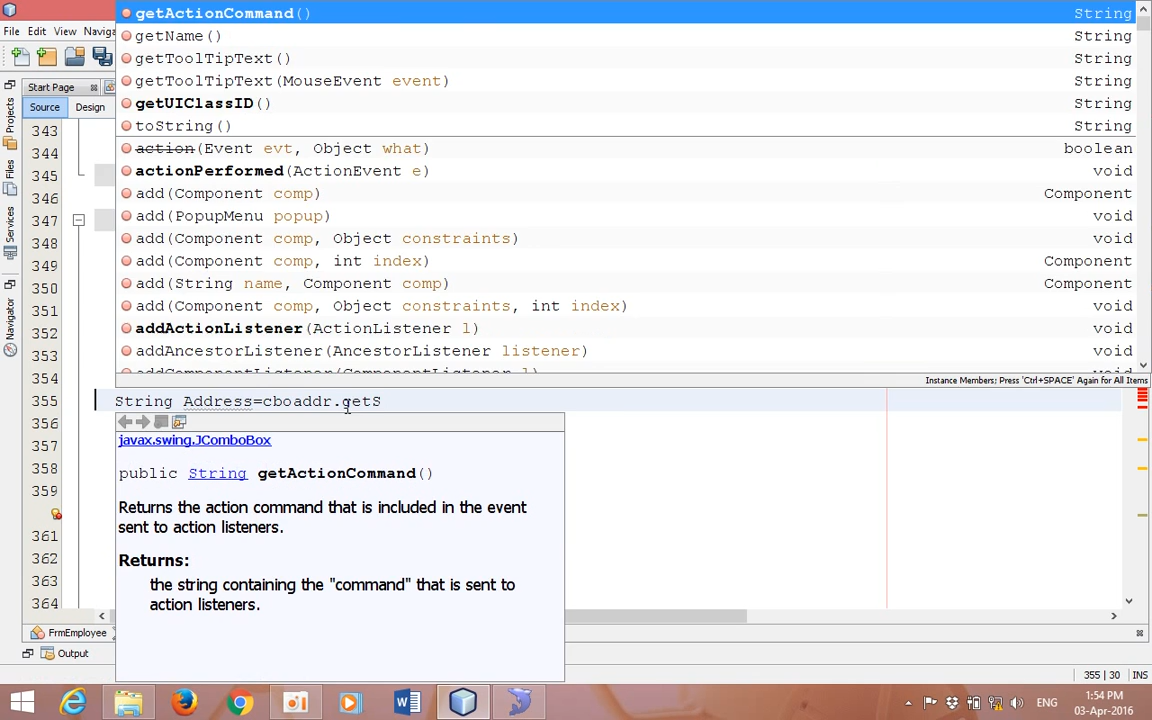 getActionCommand() String
File Edit View Naviga
getName() String
getToolTipText() String
getToolTipText(MouseEvent event) String
Start Page
Source Design
getUIClassID() String
toString() String
343
action(Event evt, Object what) boolean
344
actionPerformed(ActionEvent e) void
345
add(Component comp) Component
346
add(PopupMenu popup) void
347
add(Component comp, Object constraints) void
348
add(Component comp, int index) Component
349
add(String name, Component comp) Component
350
add(Component comp, Object constraints, int index) void
351
addActionListener(ActionListener l) void
352
addAncestorListener(AncestorListener listener) void
353
addComponentListener(ComponentListener l)
354
Instance Members; Press 'Ctrl+SPACE' Again for All Items
355 String Address=cboaddr.getS
356
357 javax.swing.JComboBox
358 public String getActionCommand()
359
Returns the action command that is included in the event
sent to action listeners.
361
Returns:
362
the string containing the "command" that is sent to
363
action listeners.
364
Projects
Files
Services
Navigator
FrmEmployee
Output
355 | 30 INS
W
ENG
1:54 PM
03-Apr-2016